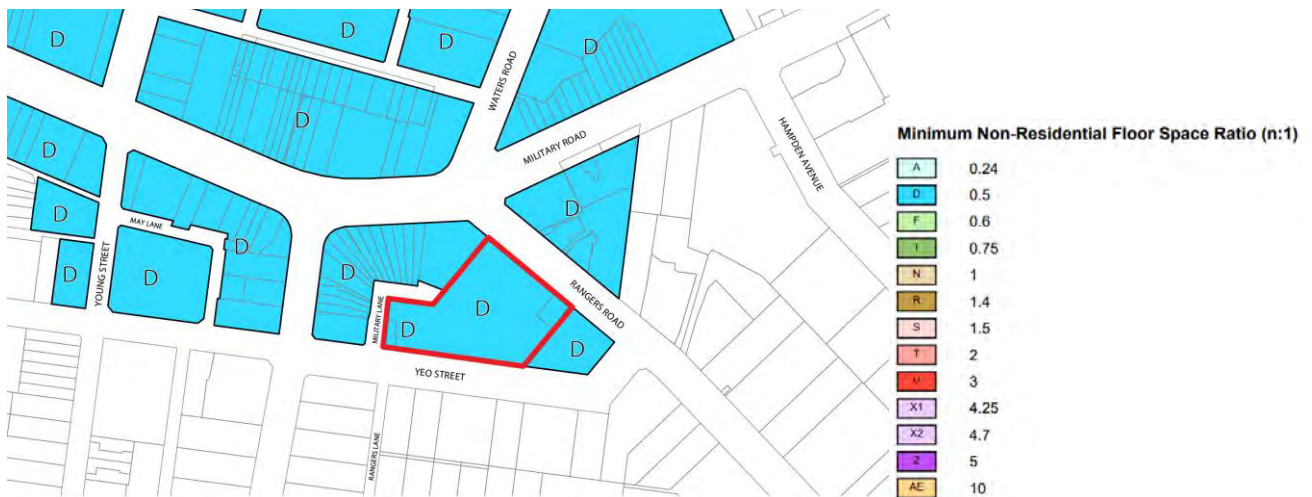 D
D
D
D
WATERS ROAD
D
MILITARY ROAD
HAMPDEN AVENUE
D
D
MAY LANE
D
D
D
YOUNG STREET
D
D
D
MILITARY LANE
D
D
RANGERS ROAD
D
YEO STREET
RANGERS LANE
Minimum Non-Residential Floor Space Ratio (n:1)
A 0.24
D 0.5
F 0.6
I 0.75
N 1
R 1.4
S 1.5
T 2
M 3
X1 4.25
X2 4.7
Z 5
AE 10